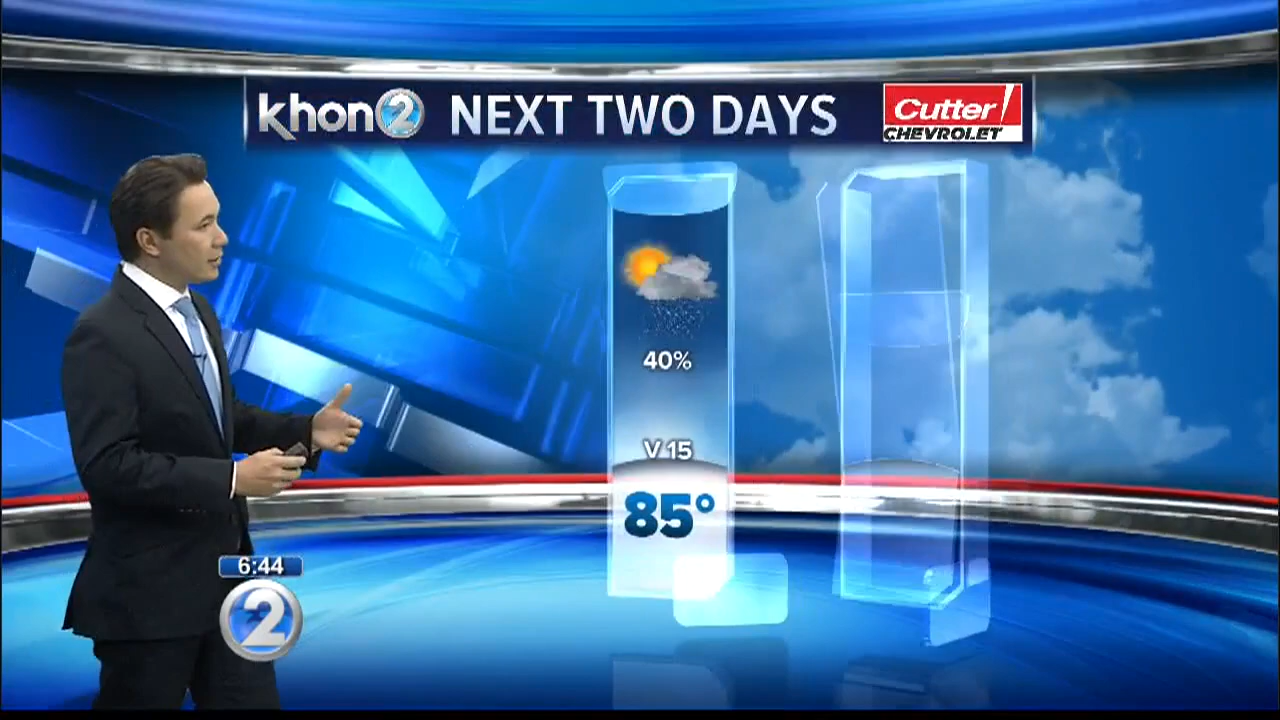 khon2 NEXT TWO DAYS Cutter!
CHEVROLET
40%
V 15
85°
6:44
2